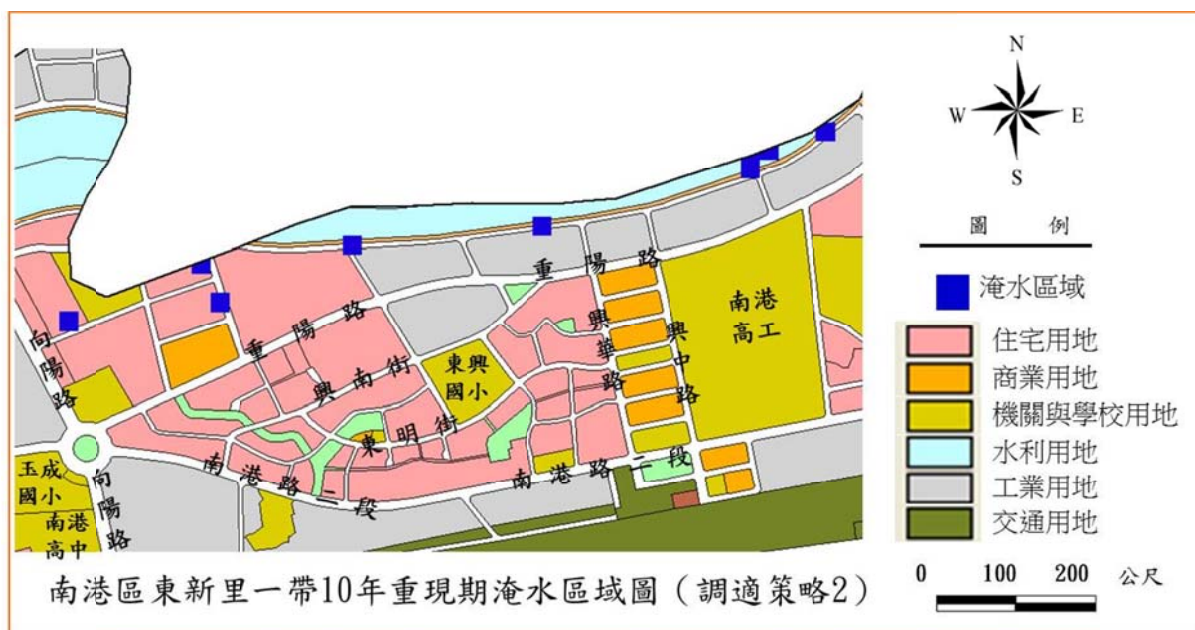 N
W E
S
圖 例
淹水區域
住宅用地
商業用地
機關與學校用地
水利用地
工業用地
交通用地
0 100 200 公尺
重陽路
重陽路
興華路
興中路
南港
高工
向陽路
興南街
東興
國小
東明街
南港路二段
南港路二段
玉成
國小
向陽路
南港
高中
南港區東新里一帶10年重現期淹水區域圖（調適策略2）